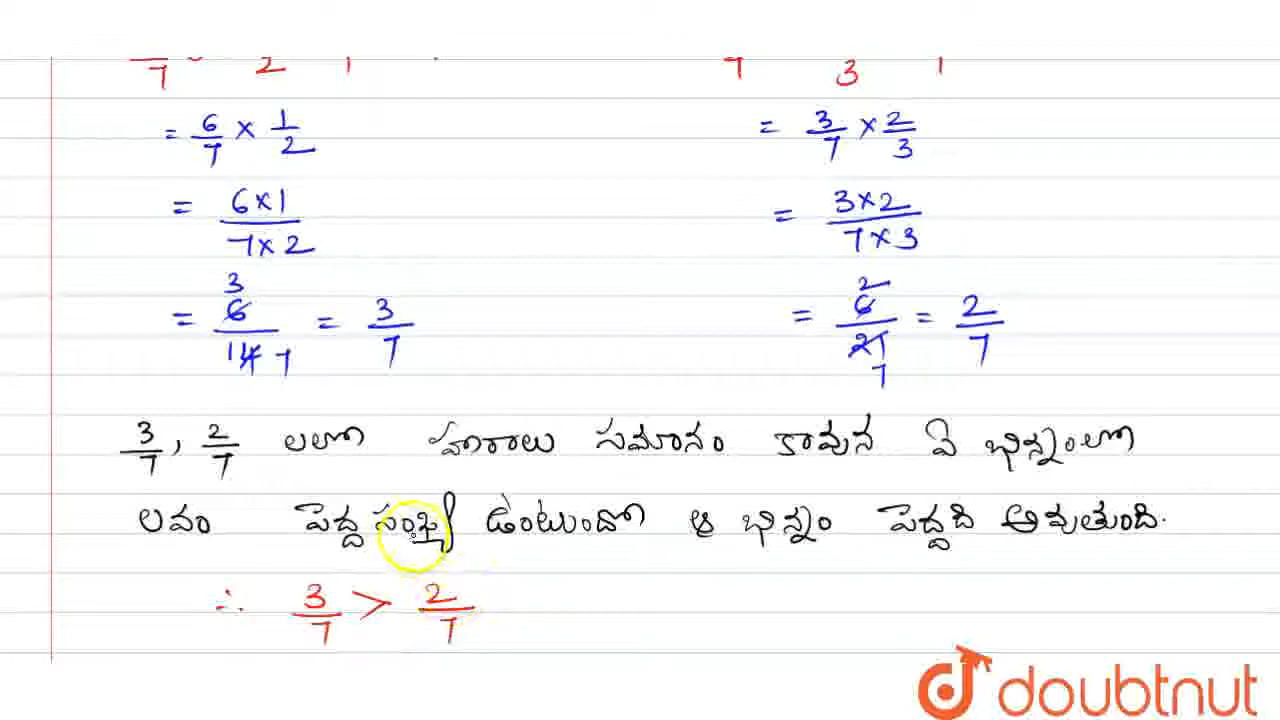 = 6/7 × 1/2
= 3/7 × 2/3
= 6×1/7×2
= 3×2/7×3
= 6/14 = 3/7
= 6/21 = 2/7
3/7, 2/7 లలో హారాలు సమానం కావున ఏ భిన్నంలో
లవం పెద్ద సంఖ్య ఉంటుందో ఆ భిన్నం పెద్దది అవుతుంది.
∴ 3/7 > 2/7
doubtnut